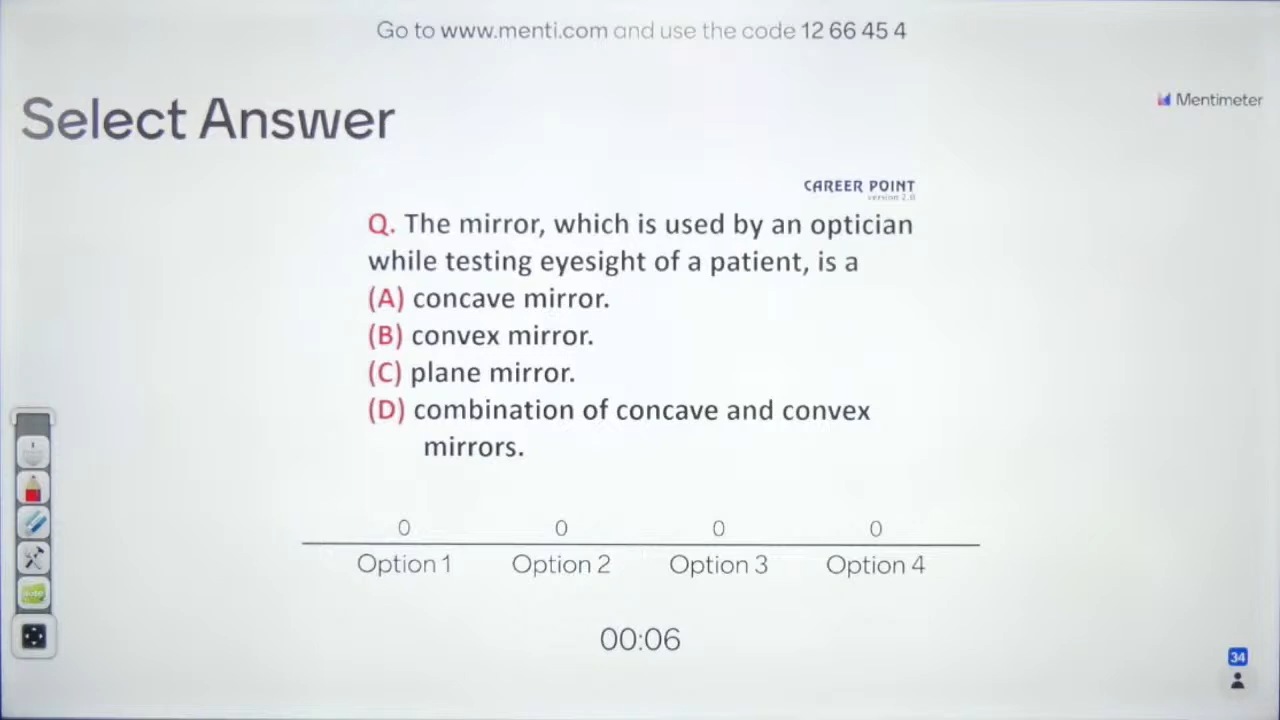 Go to www.menti.com and use the code 12 66 45 4
Select Answer
Mentimeter
CAREER POINT
version 2.0
Q. The mirror, which is used by an optician
while testing eyesight of a patient, is a
(A) concave mirror.
(B) convex mirror.
(C) plane mirror.
(D) combination of concave and convex
mirrors.
0 0 0 0
Option 1 Option 2 Option 3 Option 4
00:06
34